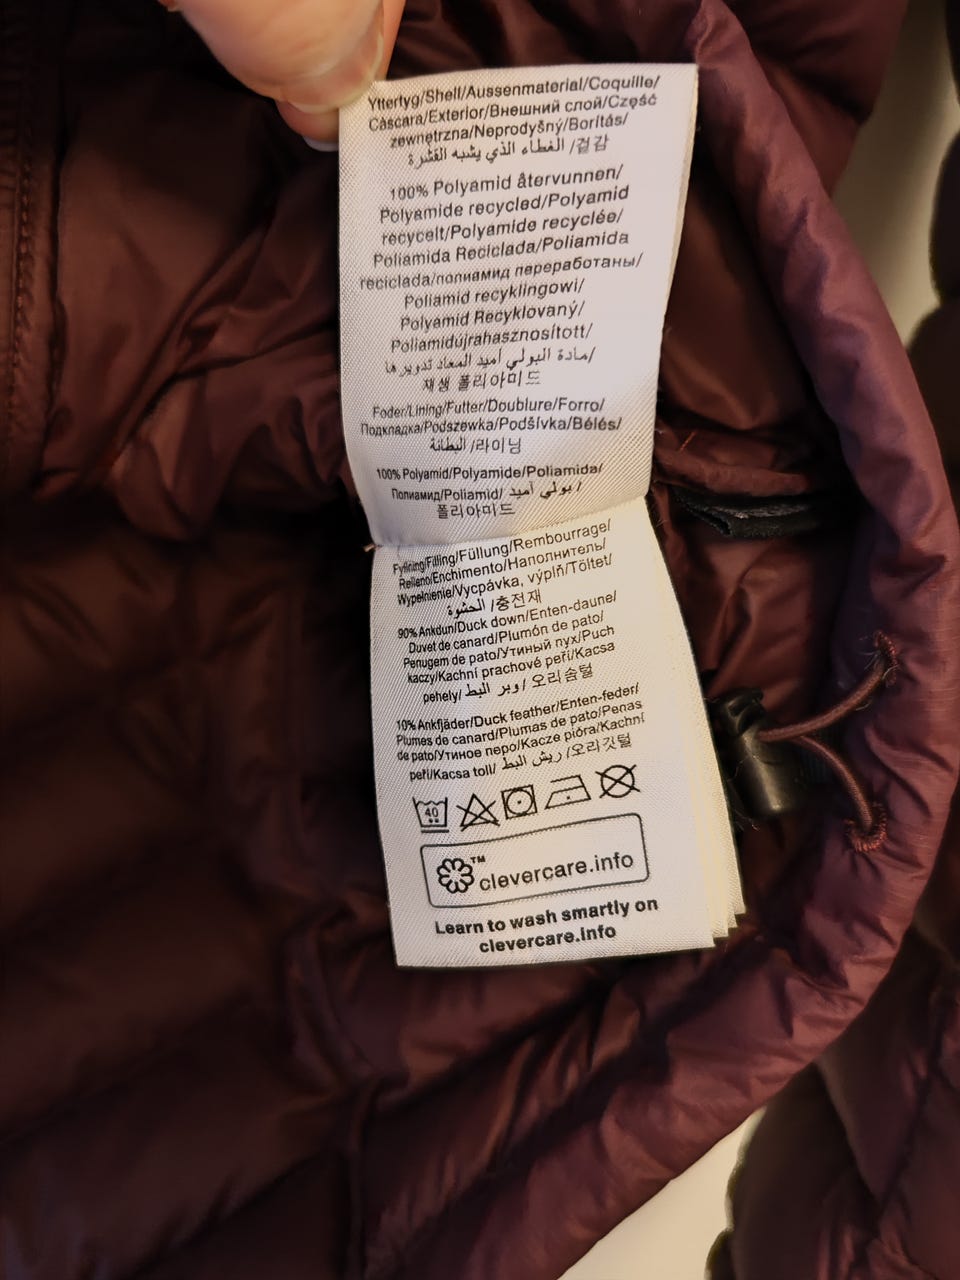 Yttertyg/Shell/Aussenmaterial/Coquille/
Cáscara/Exterior/Внешний слой/Część
zewnętrzna/Neprodyšný/Borítás/
الغطاء الذي يشبه القشرة /겉감
100% Polyamid återvunnen/
Polyamide recycled/Polyamid
recycelt/Polyamide recyclée/
Poliamida Reciclada/Poliamida
reciclada/полиамид переработаны/
Poliamid recyklingowi/
Polyamid Recyklovaný/
Poliamidújrahasznosított/
مادة البولي أميد المعاد تدويرها/
재생 폴리아미드
Foder/Lining/Futter/Doublure/Forro/
Подкладка/Podszewka/Podšívka/Bélés/
البطانة /라이닝
100% Polyamid/Polyamide/Poliamida/
Полиамид/Poliamid/ بولي أميد /
폴리아미드
Fyllning/Filling/Füllung/Rembourrage/
Relleno/Enchimento/Наполнитель/
Wypełnienie/Vycpávka, výplň/Töltet/
الحشوة /충전재
90% Ankdun/Duck down/Enten-daune/
Duvet de canard/Plumón de pato/
Penugem de pato/Утиный пух/Puch
kaczy/Kachní prachové peří/Kacsa
pehely/ وبر البط / 오리솜털
10% Ankfjäder/Duck feather/Enten-feder/
Plumes de canard/Plumas de pato/Penas
de pato/Утиное перо/Kacze pióra/Kachní
peří/Kacsa toll/ ريش البط /오리깃털
40
™
clevercare.info
Learn to wash smartly on
clevercare.info